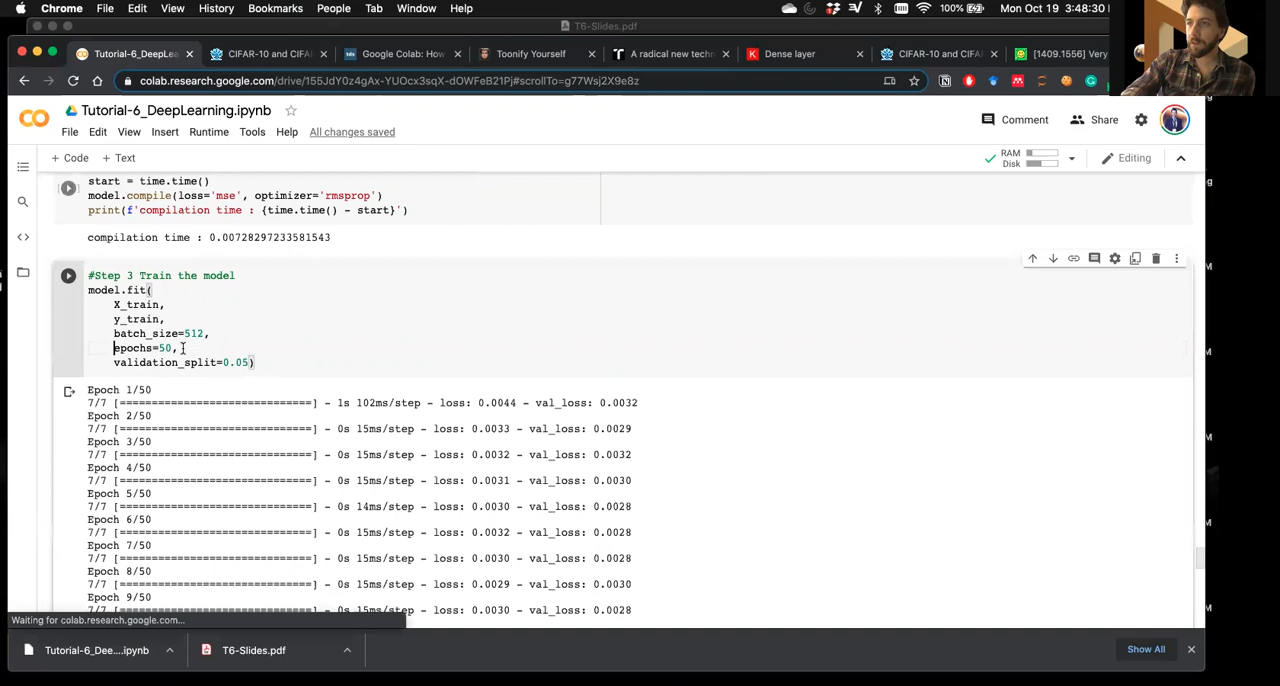 Chrome File Edit View History Bookmarks People Tab Window Help 100% Mon Oct 19 3:48:30
T6-Slides.pdf
Tutorial-6_DeepLea CIFAR-10 and CIFA Google Colab: How Toonify Yourself A radical new techn Dense layer CIFAR-10 and CIFA [1409.1556] Very
colab.research.google.com/drive/155JdY0z4gAx-YUOcx3sqX-dOWFeB21Pj#scrollTo=g77Wsj2X9e8z
Tutorial-6_DeepLearning.ipynb
File Edit View Insert Runtime Tools Help All changes saved
Comment Share
+ Code + Text
RAM
Disk
Editing
start = time.time()
model.compile(loss='mse', optimizer='rmsprop')
print(f'compilation time : {time.time() - start}')
compilation time : 0.00728297233581543
#Step 3 Train the model
model.fit(
X_train,
y_train,
batch_size=512,
epochs=50,
validation_split=0.05)
Epoch 1/50
7/7 [==============================] - 1s 102ms/step - loss: 0.0044 - val_loss: 0.0032
Epoch 2/50
7/7 [==============================] - 0s 15ms/step - loss: 0.0033 - val_loss: 0.0029
Epoch 3/50
7/7 [==============================] - 0s 15ms/step - loss: 0.0032 - val_loss: 0.0032
Epoch 4/50
7/7 [==============================] - 0s 15ms/step - loss: 0.0031 - val_loss: 0.0030
Epoch 5/50
7/7 [==============================] - 0s 14ms/step - loss: 0.0030 - val_loss: 0.0028
Epoch 6/50
7/7 [==============================] - 0s 15ms/step - loss: 0.0032 - val_loss: 0.0028
Epoch 7/50
7/7 [==============================] - 0s 15ms/step - loss: 0.0030 - val_loss: 0.0028
Epoch 8/50
7/7 [==============================] - 0s 15ms/step - loss: 0.0029 - val_loss: 0.0030
Epoch 9/50
7/7 [==============================] - 0s 15ms/step - loss: 0.0030 - val_loss: 0.0028
Waiting for colab.research.google.com...
Tutorial-6_Dee....ipynb T6-Slides.pdf Show All